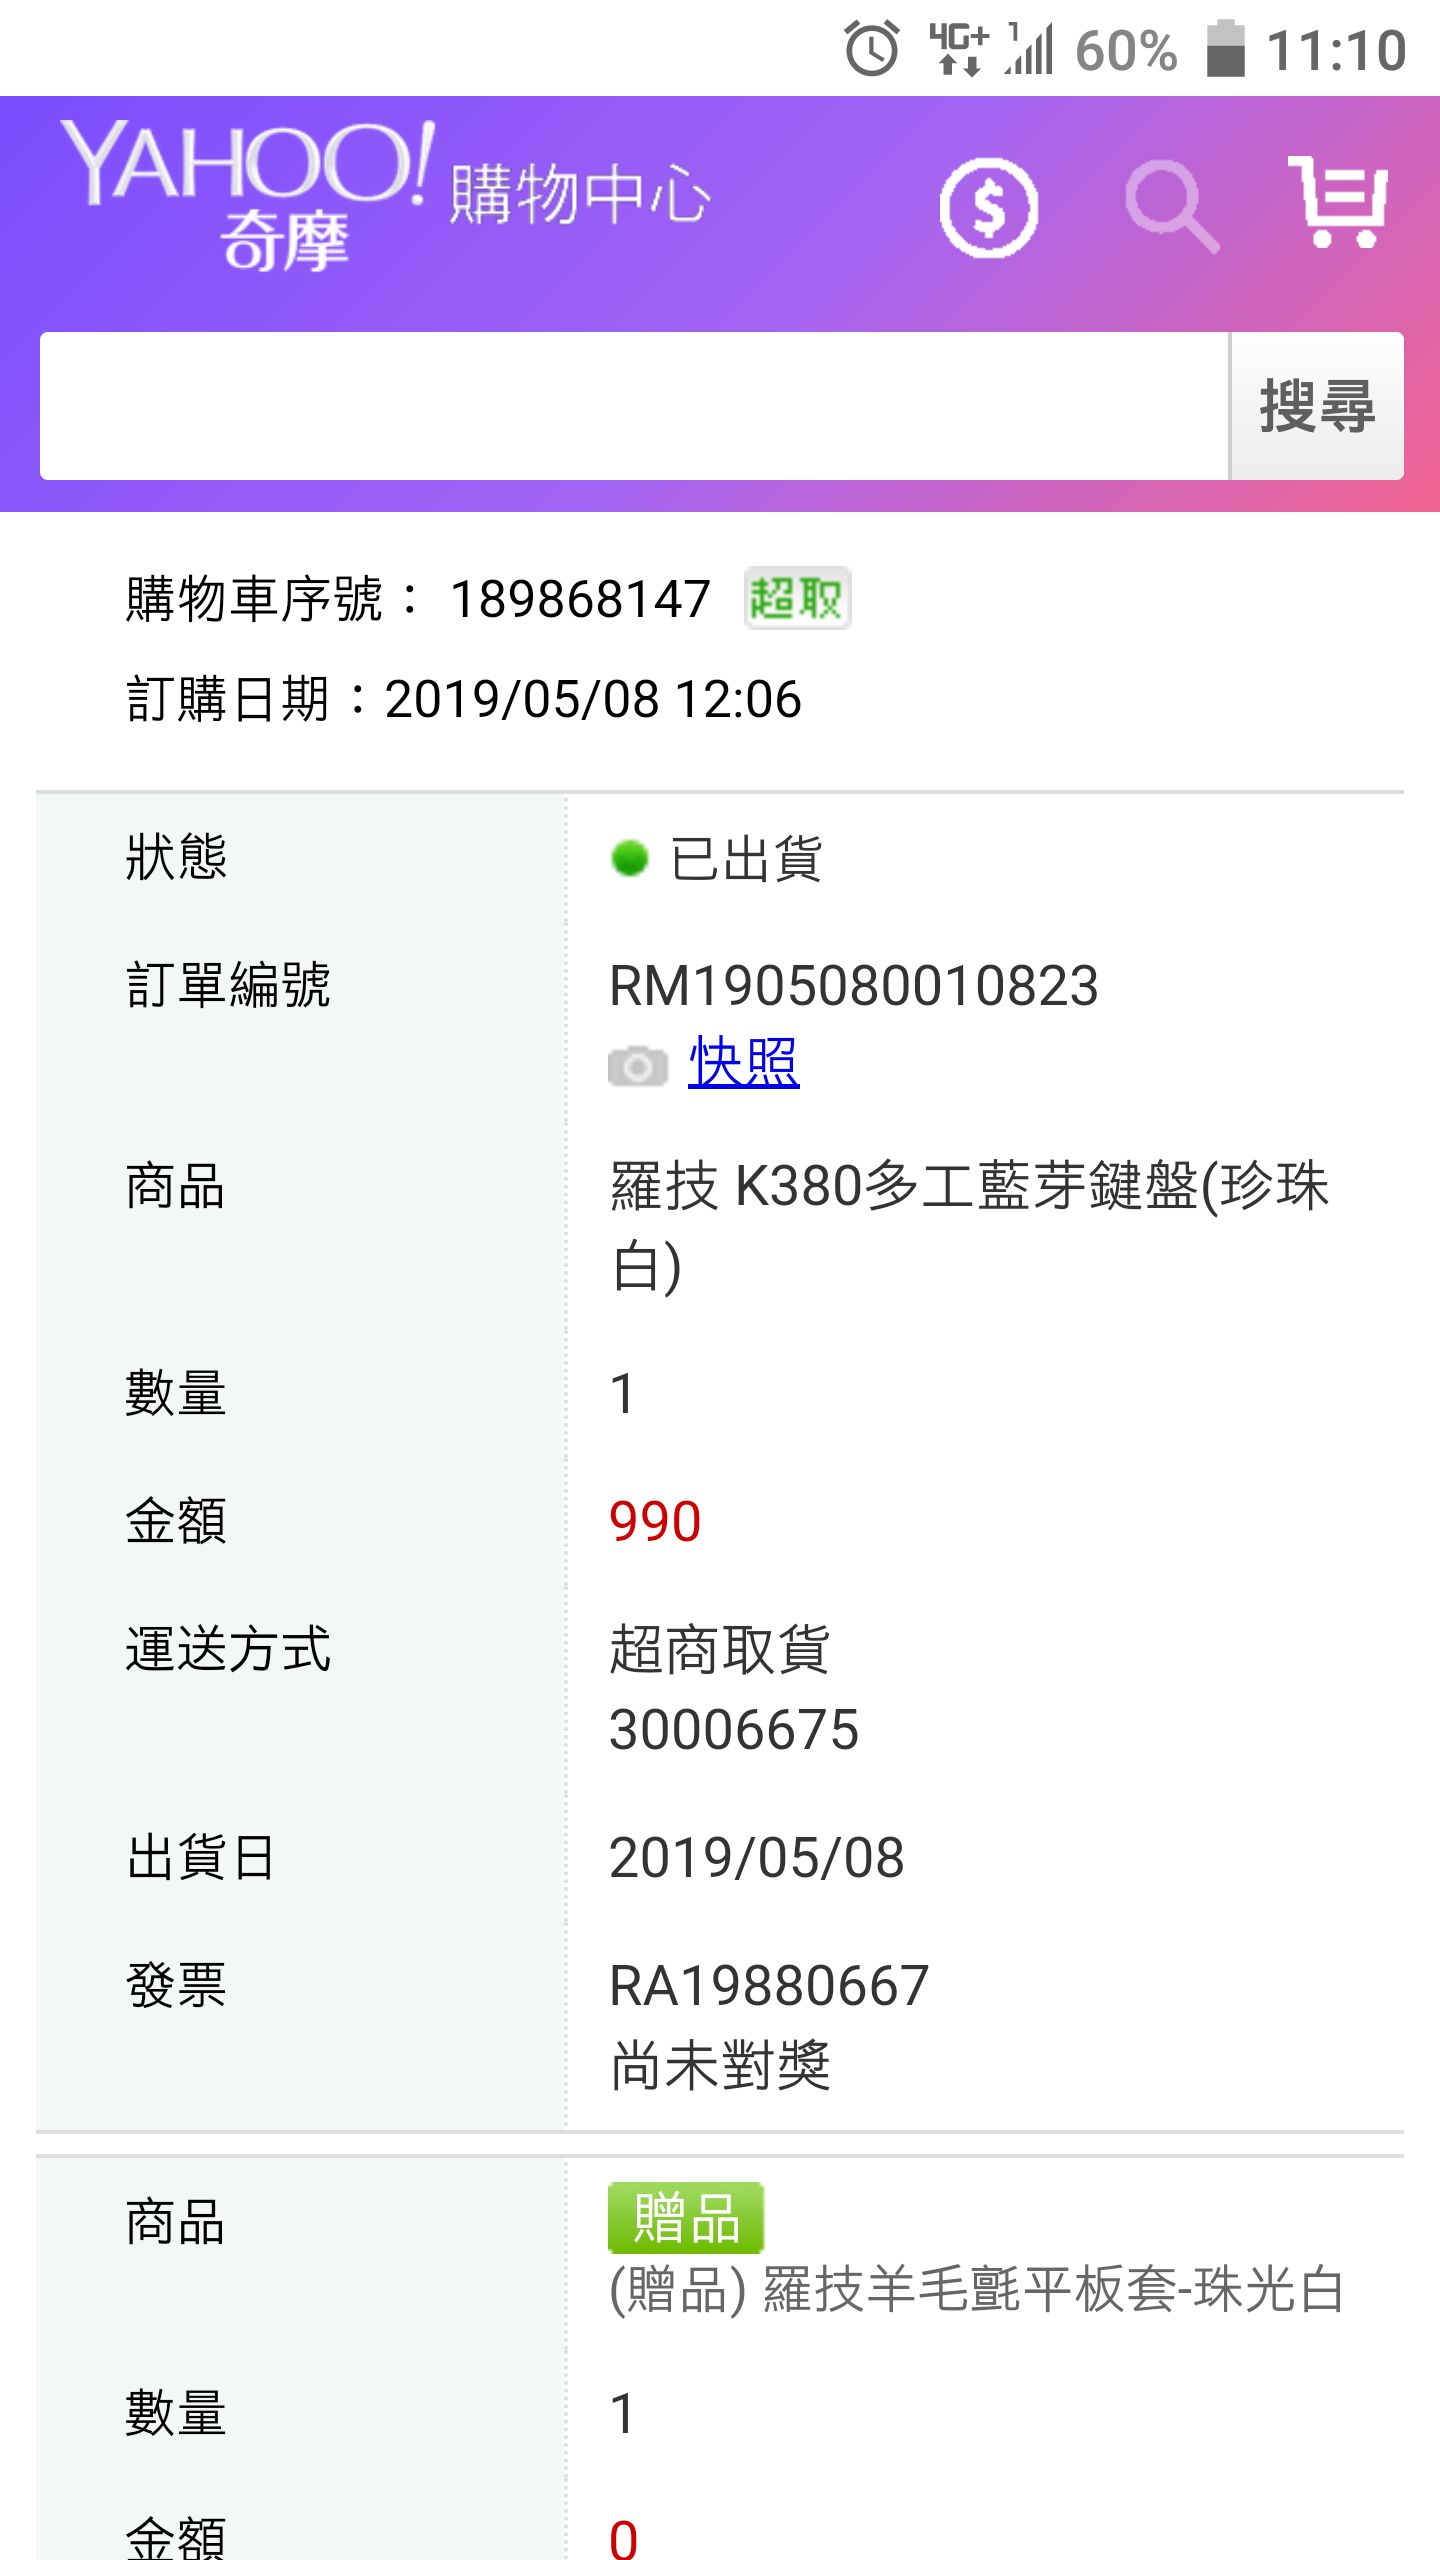 4G+ 1 60% 11:10
YAHOO! 購物中心
奇摩
搜尋
購物車序號： 189868147 超取
訂購日期：2019/05/08 12:06
狀態 已出貨
訂單編號 RM1905080010823
快照
商品 羅技 K380多工藍芽鍵盤(珍珠
白)
數量 1
金額 990
運送方式 超商取貨
30006675
出貨日 2019/05/08
發票 RA19880667
尚未對獎
商品 贈品
(贈品) 羅技羊毛氈平板套-珠光白
數量 1
金額 0